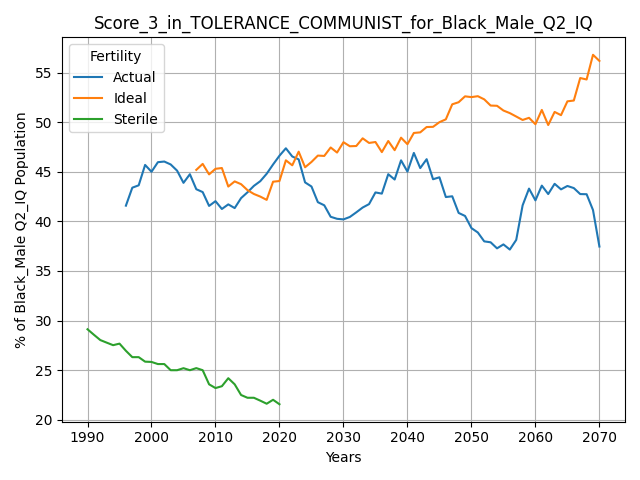 Score_3_in_TOLERANCE_COMMUNIST_for_Black_Male_Q2_IQ
Fertility
Actual
Ideal
Sterile
% of Black_Male Q2_IQ Population
55
50
45
40
35
30
25
20
1990 2000 2010 2020 2030 2040 2050 2060 2070
Years